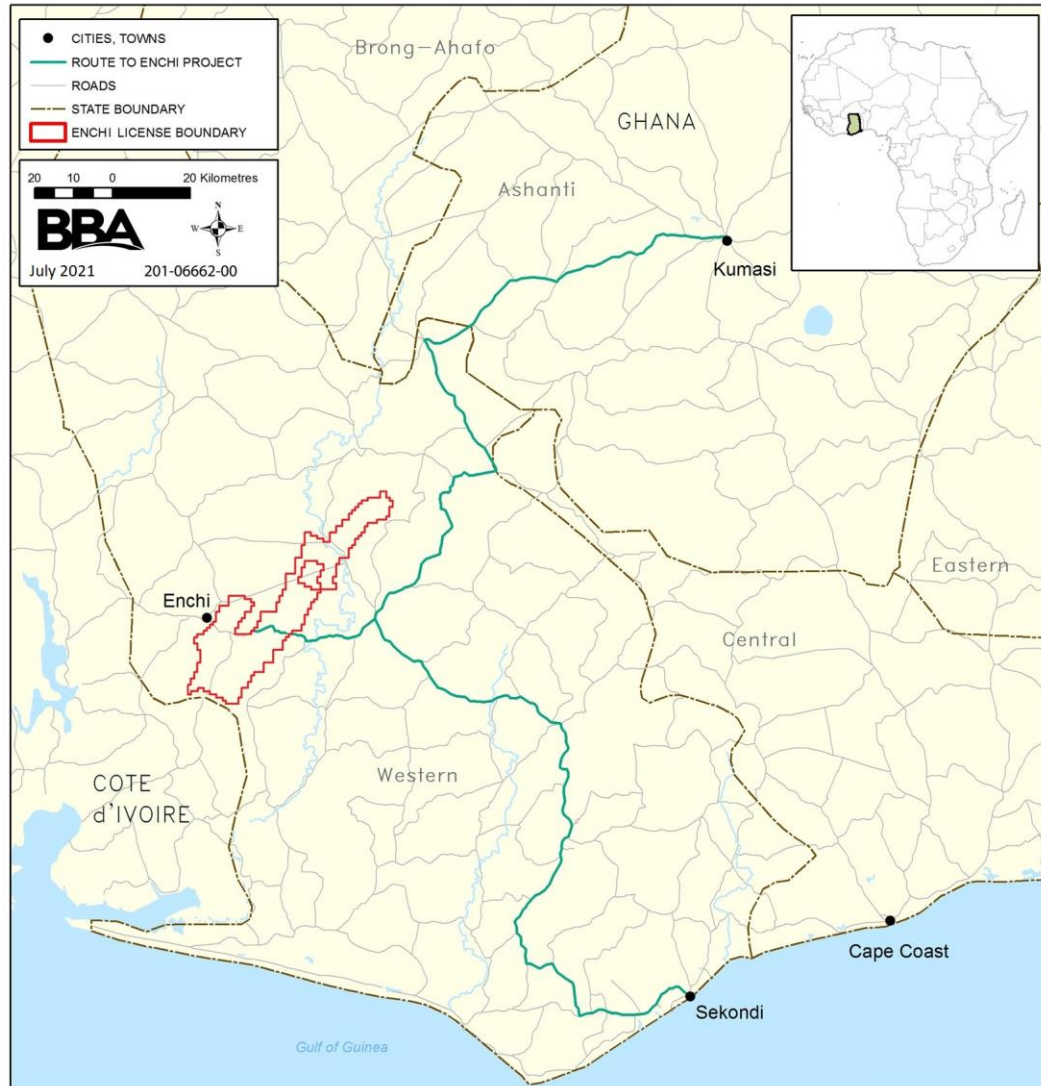 CITIES, TOWNS
ROUTE TO ENCHI PROJECT
ROADS
STATE BOUNDARY
ENCHI LICENSE BOUNDARY
20 10 0 20 Kilometres
BBA
N
W E
S
July 2021 201-06662-00
Brong-Ahafo
GHANA
Ashanti
Kumasi
Eastern
Enchi
Central
Western
COTE
d'IVOIRE
Cape Coast
Sekondi
Gulf of Guinea